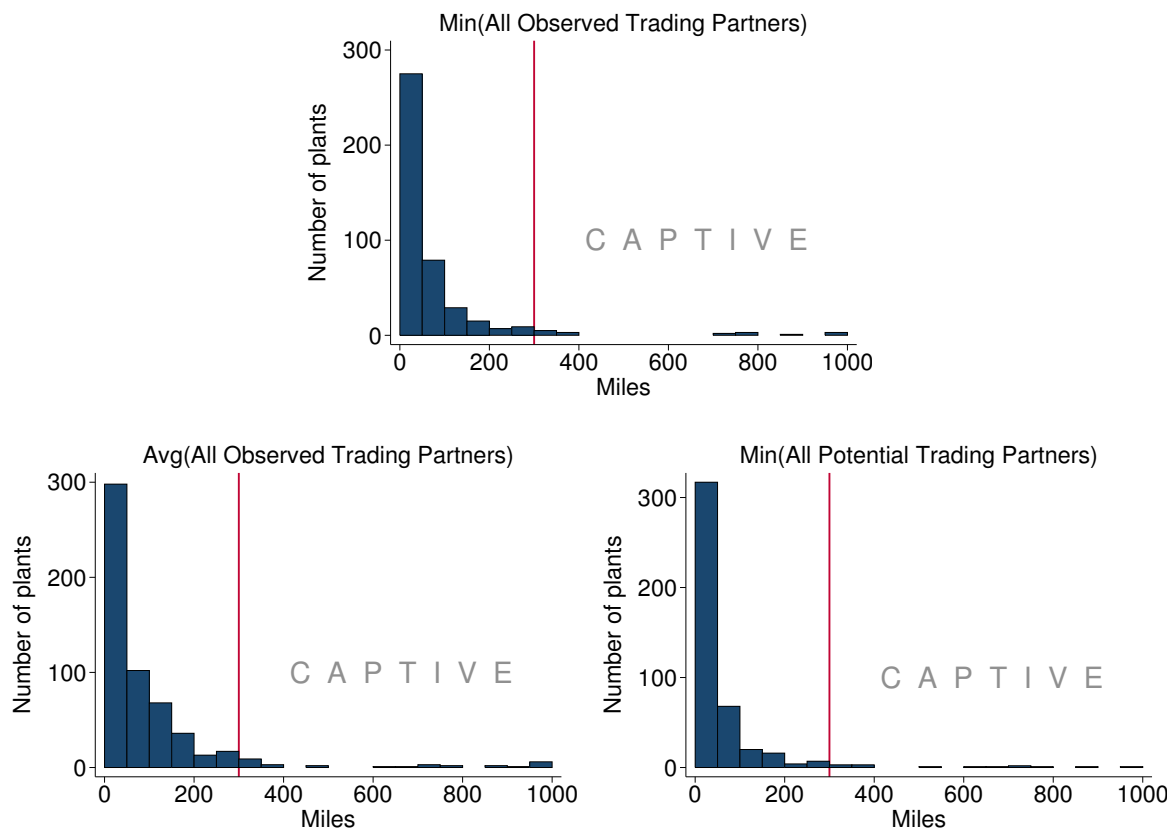 Min(All Observed Trading Partners)
Number of plants
300
200
100
0
C A P T I V E
0 200 400 600 800 1000
Miles
Avg(All Observed Trading Partners)
Number of plants
300
200
100
0
C A P T I V E
0 200 400 600 800 1000
Miles
Min(All Potential Trading Partners)
Number of plants
300
200
100
0
C A P T I V E
0 200 400 600 800 1000
Miles